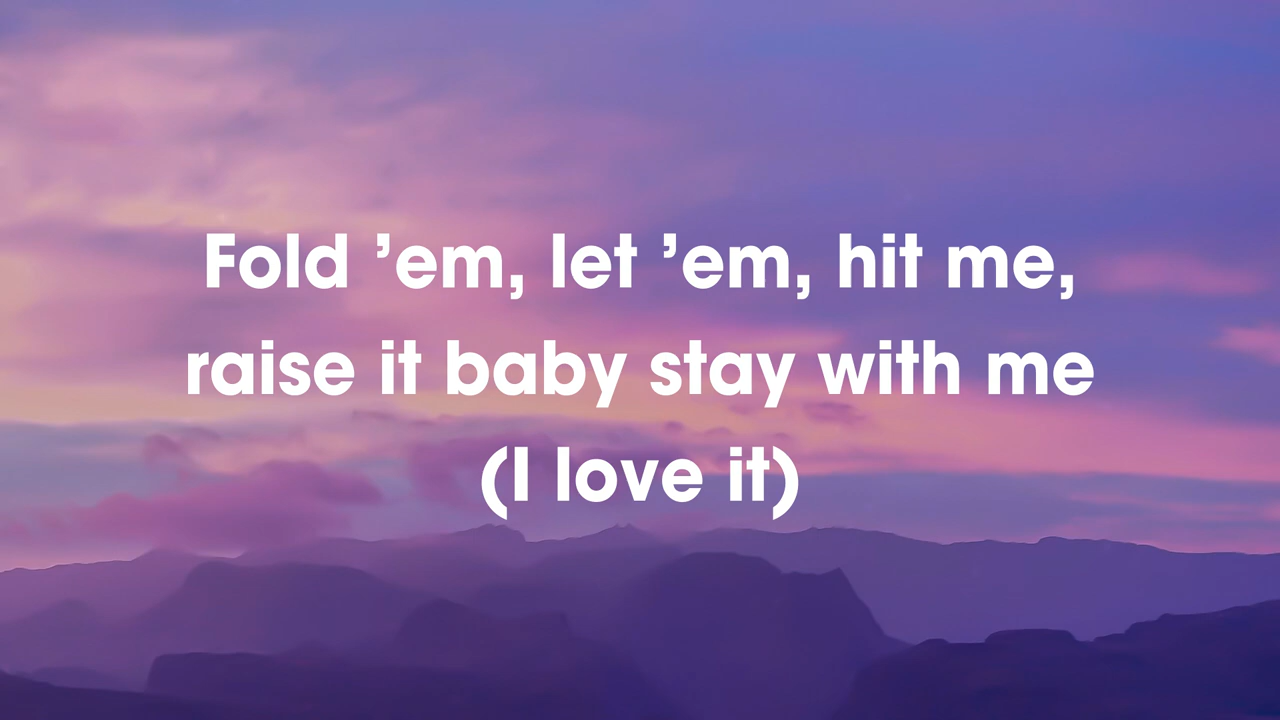 Fold ’em, let ’em, hit me,
raise it baby stay with me
(I love it)